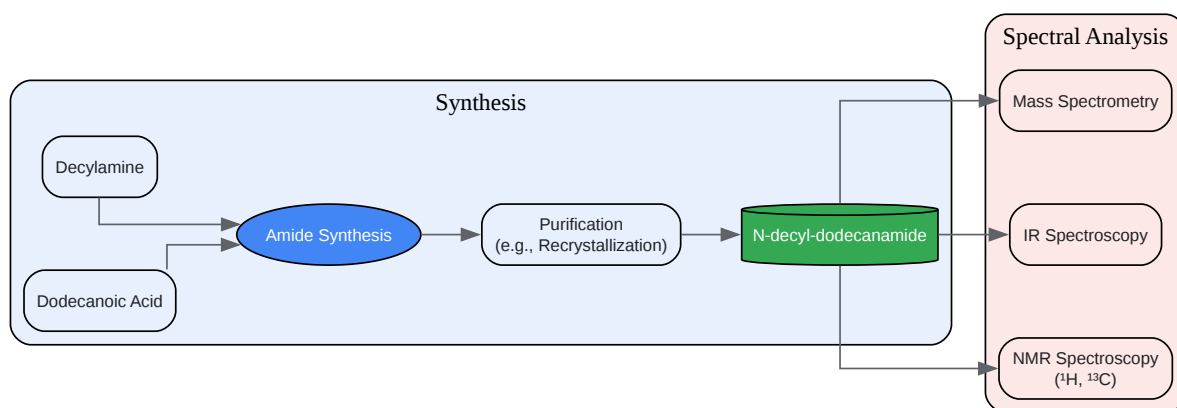 Synthesis
Decylamine
Dodecanoic Acid
Amide Synthesis
Purification
(e.g., Recrystallization)
N-decyl-dodecanamide
Spectral Analysis
Mass Spectrometry
IR Spectroscopy
NMR Spectroscopy
(¹H, ¹³C)